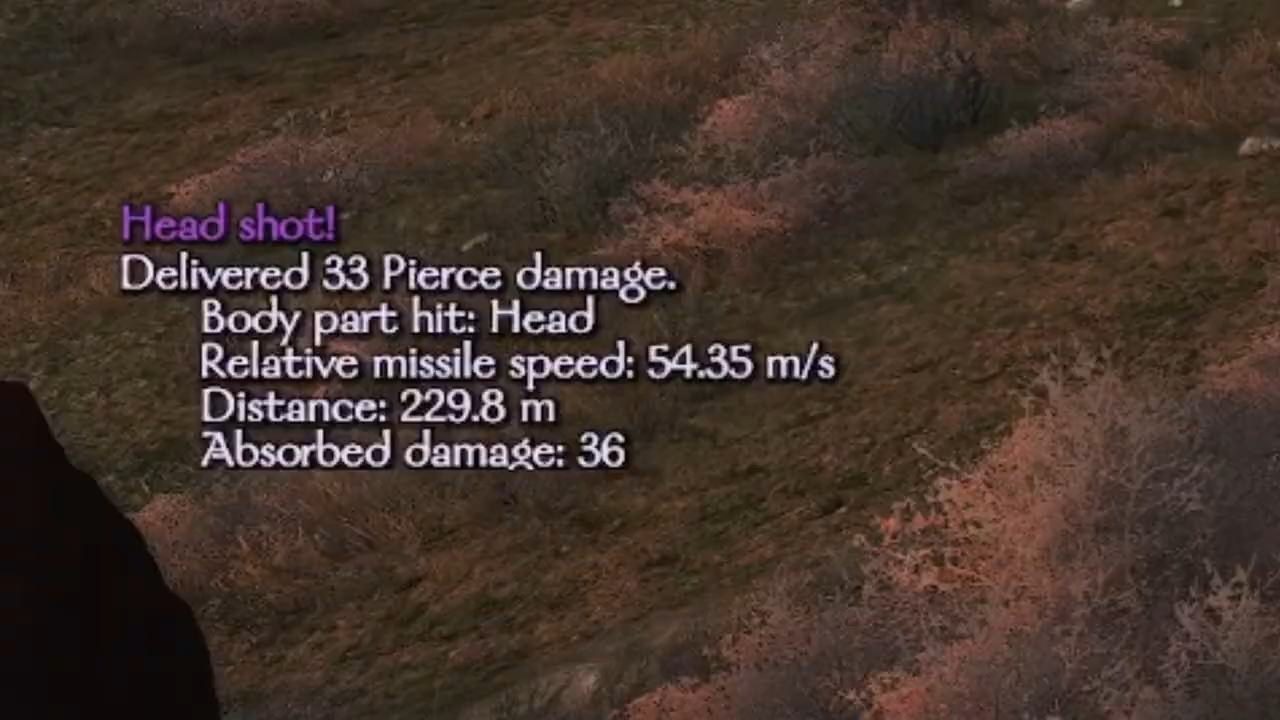 Head shot!
Delivered 33 Pierce damage.
Body part hit: Head
Relative missile speed: 54.35 m/s
Distance: 229.8 m
Absorbed damage: 36